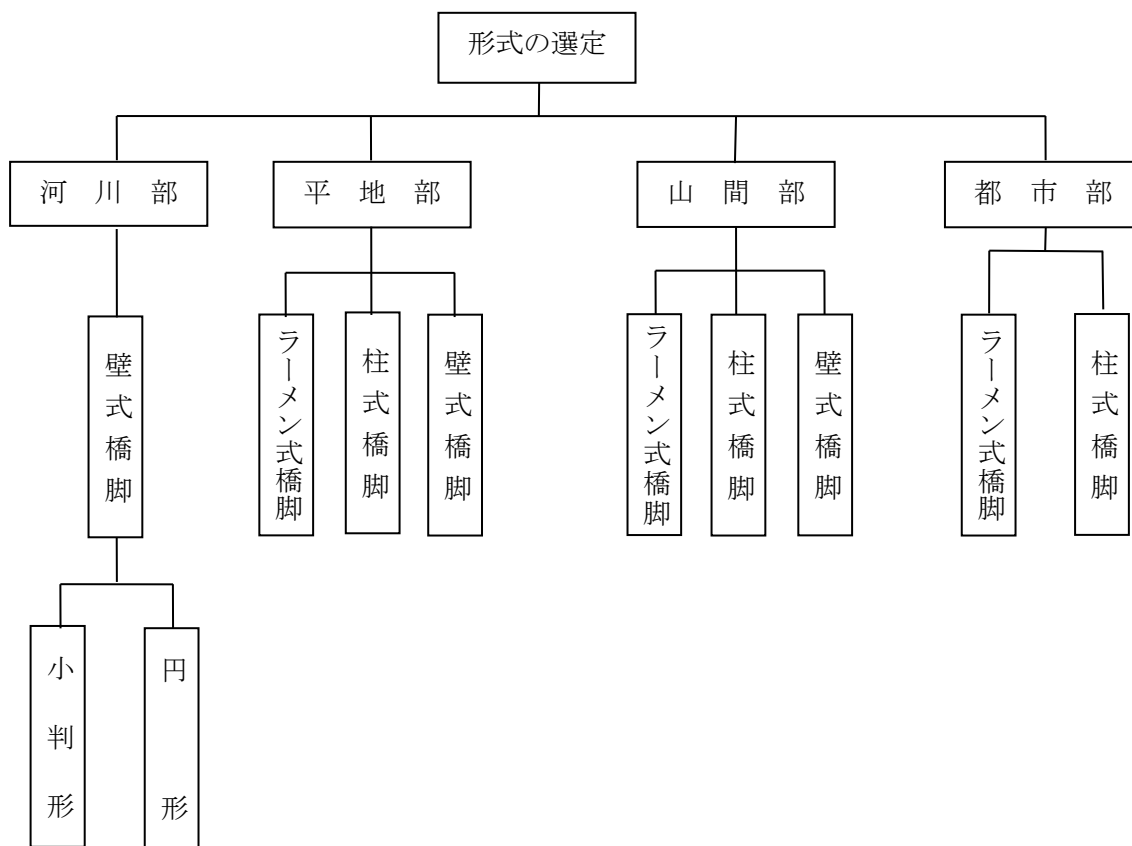 形式の選定
河川部
平地部
山間部
都市部
壁式橋脚
ラーメン式橋脚
柱式橋脚
壁式橋脚
ラーメン式橋脚
柱式橋脚
壁式橋脚
ラーメン式橋脚
柱式橋脚
小判形
円形